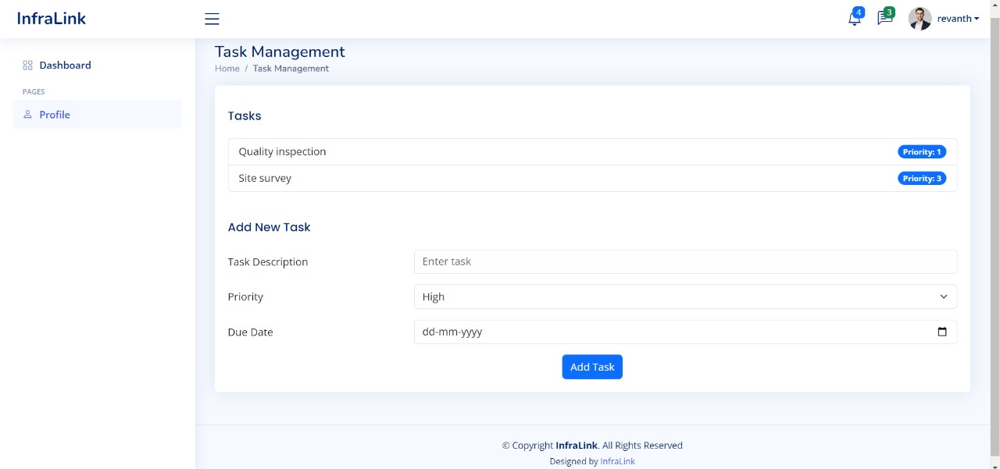 InfraLink
4
3
revanth
Dashboard
PAGES
Profile
Task Management
Home / Task Management
Tasks
Quality inspection Priority: 1
Site survey Priority: 3
Add New Task
Task Description Enter task
Priority High
Due Date dd-mm-yyyy
Add Task
© Copyright InfraLink. All Rights Reserved
Designed by InfraLink